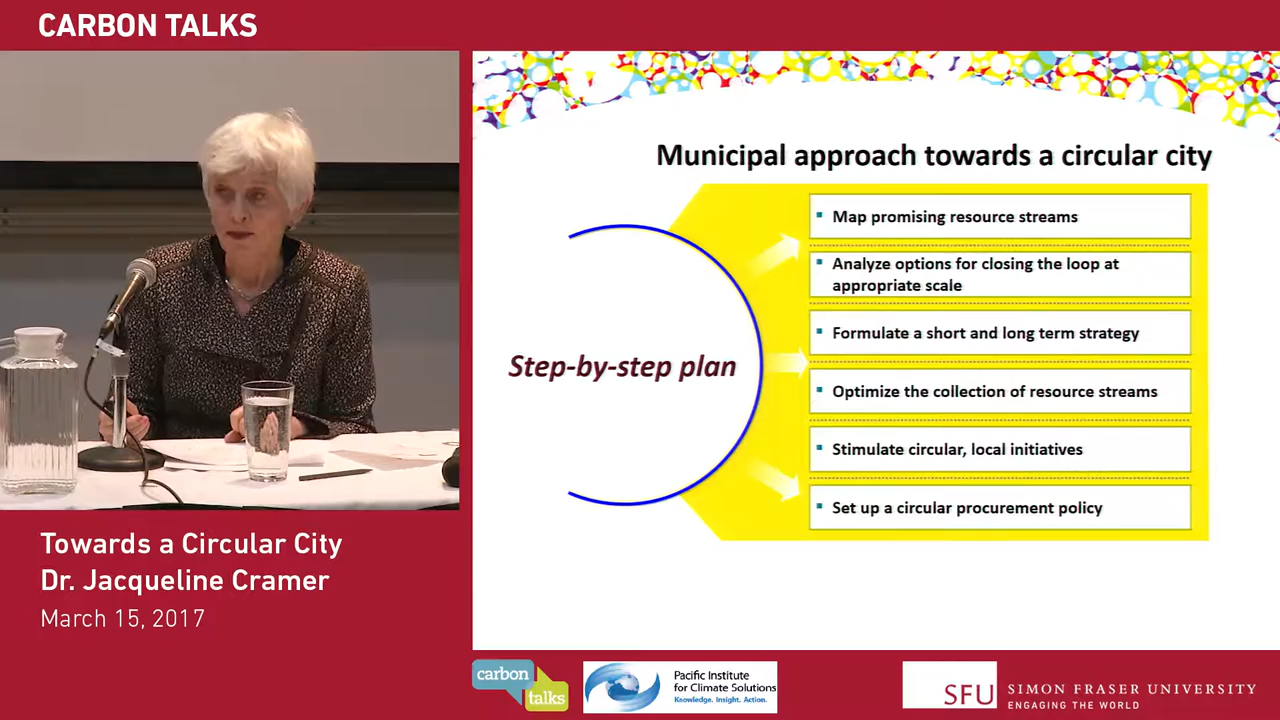 CARBON TALKS
Municipal approach towards a circular city
Step-by-step plan
Map promising resource streams
Analyze options for closing the loop at
appropriate scale
Formulate a short and long term strategy
Optimize the collection of resource streams
Stimulate circular, local initiatives
Set up a circular procurement policy
Towards a Circular City
Dr. Jacqueline Cramer
March 15, 2017
carbon
talks
Pacific Institute
for Climate Solutions
Knowledge. Insight. Action.
SFU
SIMON FRASER UNIVERSITY
ENGAGING THE WORLD